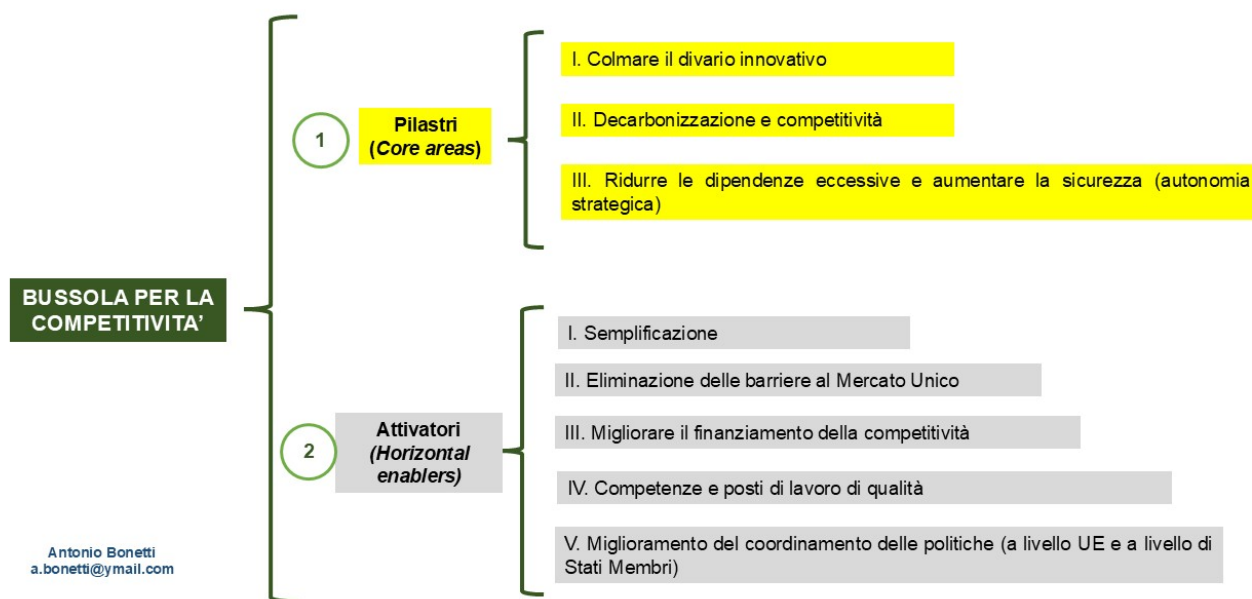 BUSSOLA PER LA
COMPETITIVITA’
1
Pilastri
(Core areas)
I. Colmare il divario innovativo
II. Decarbonizzazione e competitività
III. Ridurre le dipendenze eccessive e aumentare la sicurezza (autonomia
strategica)
2
Attivatori
(Horizontal
enablers)
I. Semplificazione
II. Eliminazione delle barriere al Mercato Unico
III. Migliorare il finanziamento della competitività
IV. Competenze e posti di lavoro di qualità
V. Miglioramento del coordinamento delle politiche (a livello UE e a livello di
Stati Membri)
Antonio Bonetti
a.bonetti@ymail.com